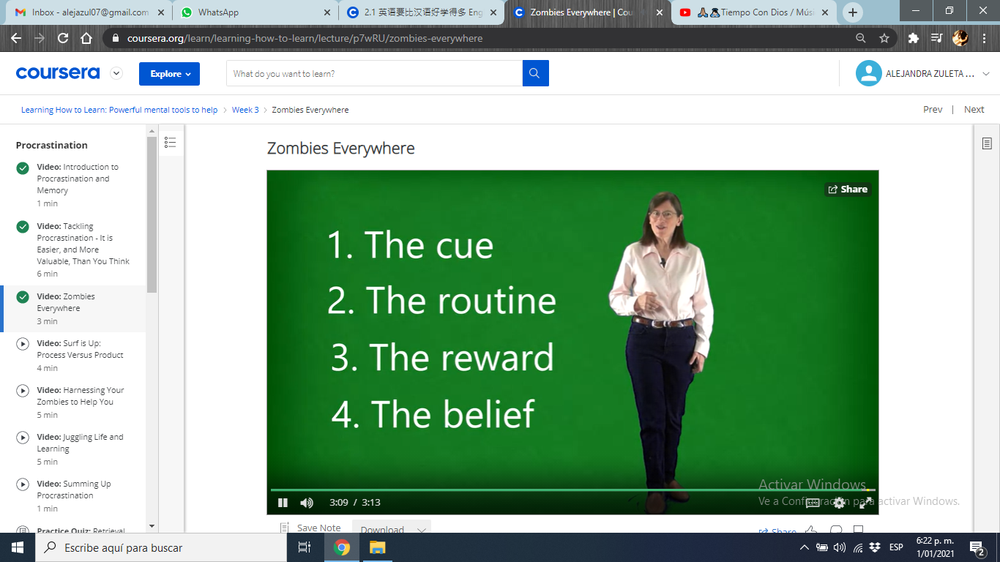 Inbox - alejazul07@gmail.com
WhatsApp
2.1 英语要比汉语好学得多 Eng
Zombies Everywhere | Cou
Tiempo Con Dios / Músi
coursera.org/learn/learning-how-to-learn/lecture/p7wRU/zombies-everywhere
coursera
Explore
What do you want to learn?
ALEJANDRA ZULETA ...
Learning How to Learn: Powerful mental tools to help > Week 3 > Zombies Everywhere
Prev | Next
Procrastination
Video: Introduction to
Procrastination and
Memory
1 min
Video: Tackling
Procrastination - It is
Easier, and More
Valuable, Than You Think
6 min
Video: Zombies
Everywhere
3 min
Video: Surf is Up:
Process Versus Product
4 min
Video: Harnessing Your
Zombies to Help You
5 min
Video: Juggling Life and
Learning
5 min
Video: Summing Up
Procrastination
1 min
Practice Quiz: Retrieval
Zombies Everywhere
Share
1. The cue
2. The routine
3. The reward
4. The belief
3:09 / 3:13
Activar Windows
Ve a Configuración para activar Windows.
Save Note
Download
Share
Escribe aquí para buscar
ESP
6:22 p. m.
1/01/2021
2